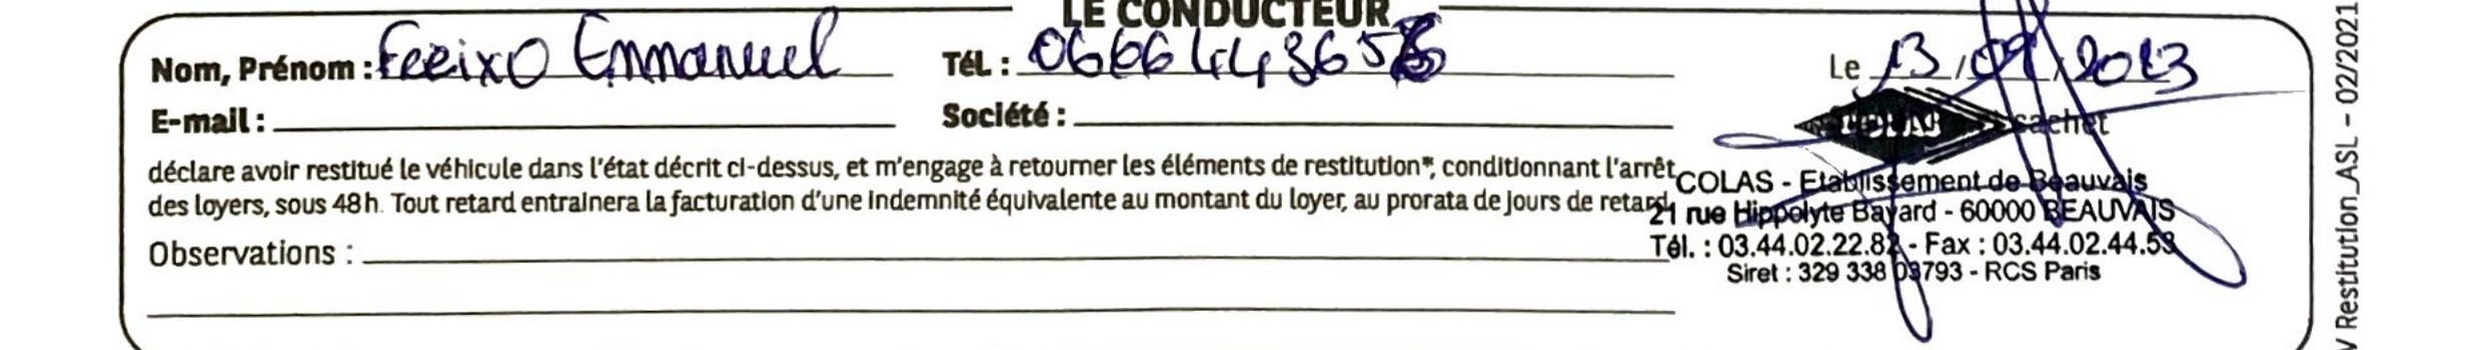 LE CONDUCTEUR
Nom, Prénom : Feeixo Emmanuel Tél : 066644365 Le 13/09/2023
E-mail : Société : cachet
déclare avoir restitué le véhicule dans l'état décrit ci-dessus, et m'engage à retourner les éléments de restitution*, conditionnant l'arrêt
des loyers, sous 48h. Tout retard entrainera la facturation d'une indemnité équivalente au montant du loyer, au prorata de jours de retard.
Observations :
COLAS - Etablissement de Beauvais
21 rue Hippolyte Bayard - 60000 BEAUVAIS
Tél. : 03.44.02.22.82 - Fax : 03.44.02.44.53
Siret : 329 338 03793 - RCS Paris
V Restitution_ASL – 02/2021